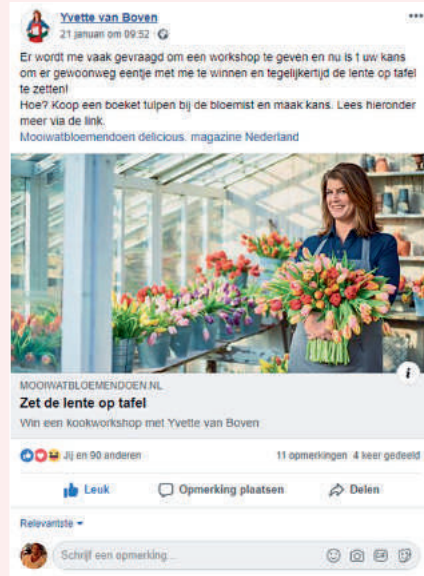 Yvette van Boven
21 januari om 09:52 ·
Er wordt me vaak gevraagd om een workshop te geven en nu is t uw kans
om er gewoonweg eentje met me te winnen en tegelijkertijd de lente op tafel
te zetten!
Hoe? Koop een boeket tulpen bij de bloemist en maak kans. Lees hieronder
meer via de link.
Mooiwatbloemendoen delicious. magazine Nederland
MOOIWATBLOEMENDOEN.NL
Zet de lente op tafel
Win een kookworkshop met Yvette van Boven
Jij en 90 anderen 11 opmerkingen 4 keer gedeeld
Leuk Opmerking plaatsen Delen
Relevantste
Schrijf een opmerking...